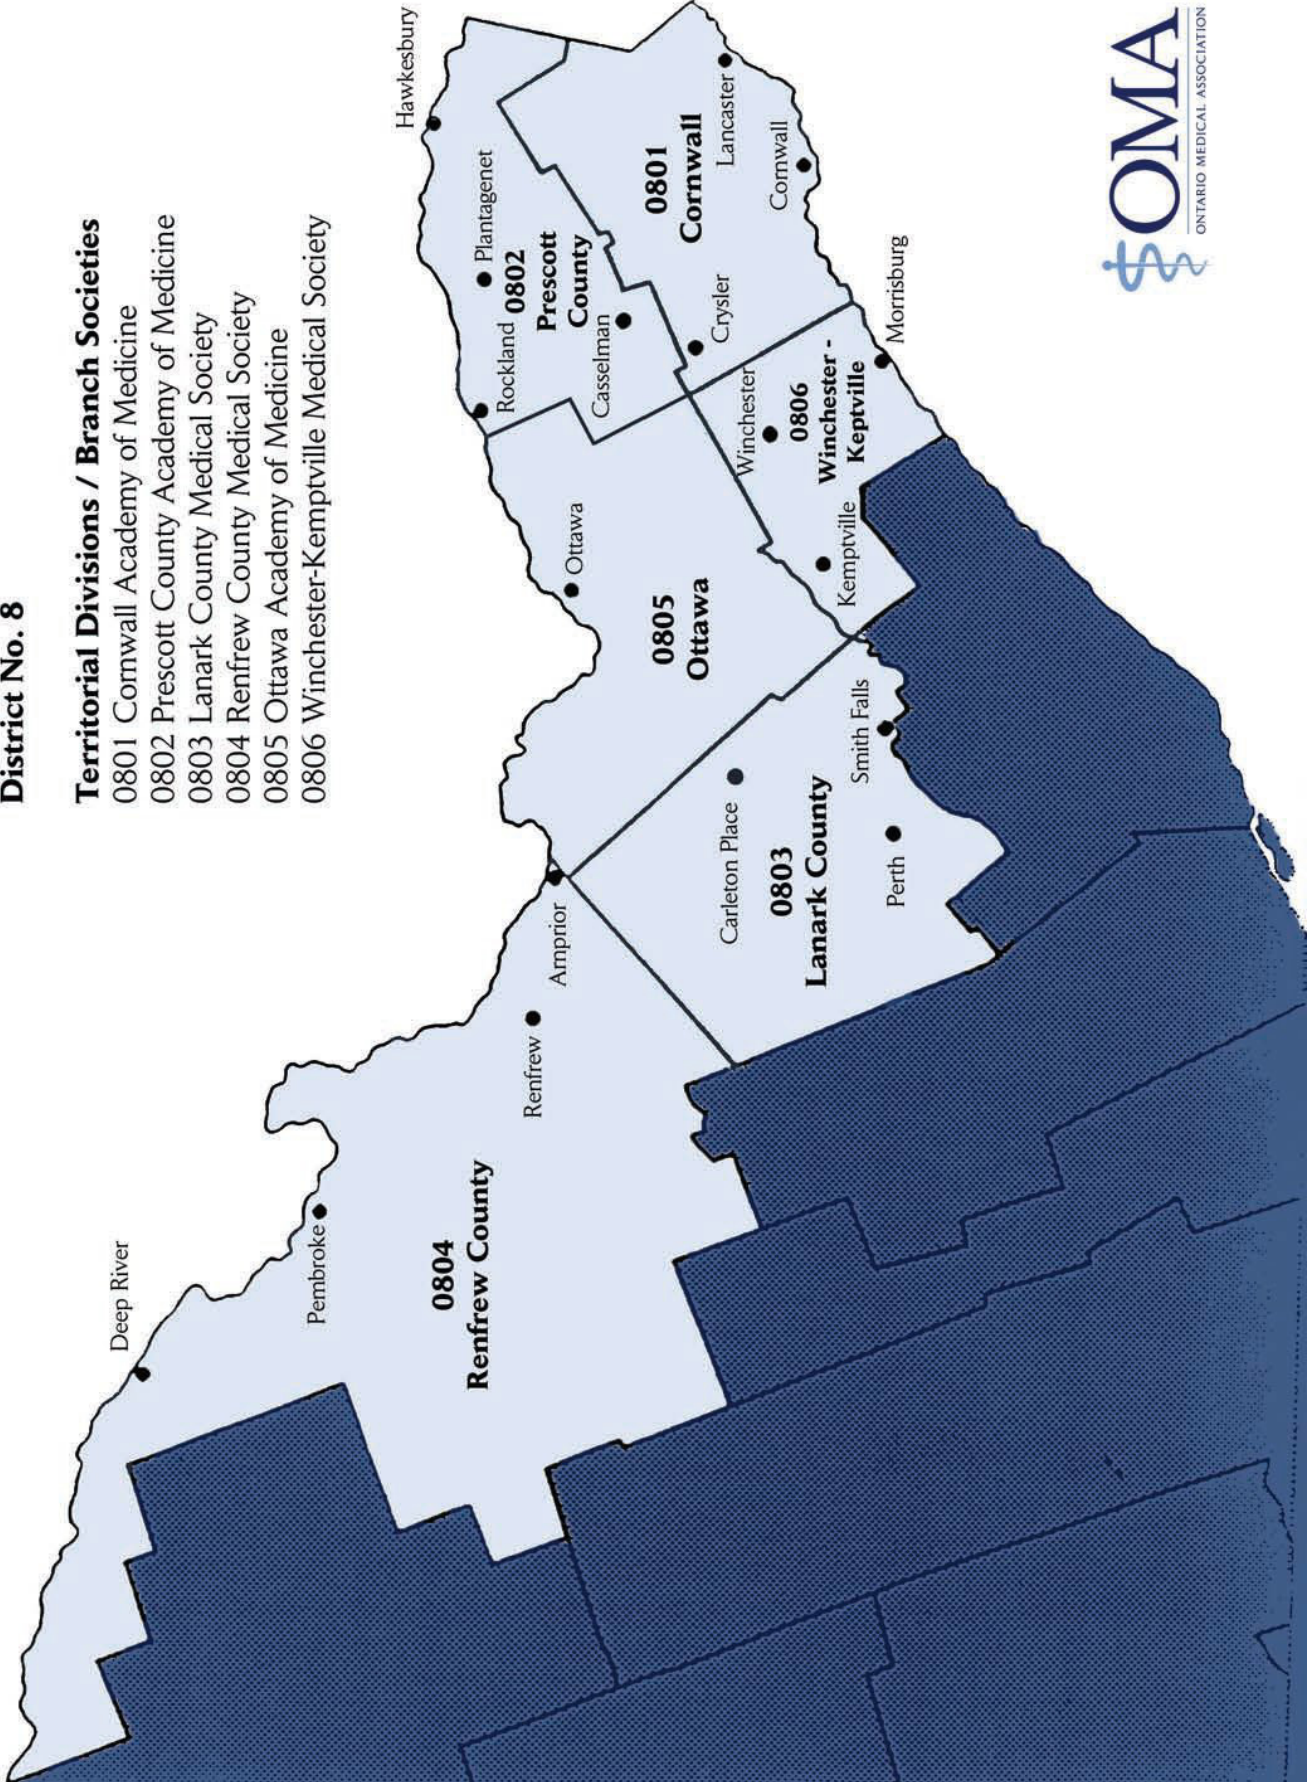 District No. 8
Territorial Divisions / Branch Societies
0801 Cornwall Academy of Medicine
0802 Prescott County Academy of Medicine
0803 Lanark County Medical Society
0804 Renfrew County Medical Society
0805 Ottawa Academy of Medicine
0806 Winchester-Kemptville Medical Society
Deep River
Pembroke
0804
Renfrew County
Renfrew
Arnprior
Carleton Place
0803
Lanark County
Perth
Smith Falls
Ottawa
0805
Ottawa
Kemptville
Winchester
0806
Winchester -
Keptville
Morrisburg
Hawkesbury
Plantagenet
Rockland
0802
Prescott
County
Casselman
Crysler
0801
Cornwall
Lancaster
Cornwall
OMA
ONTARIO MEDICAL ASSOCIATION